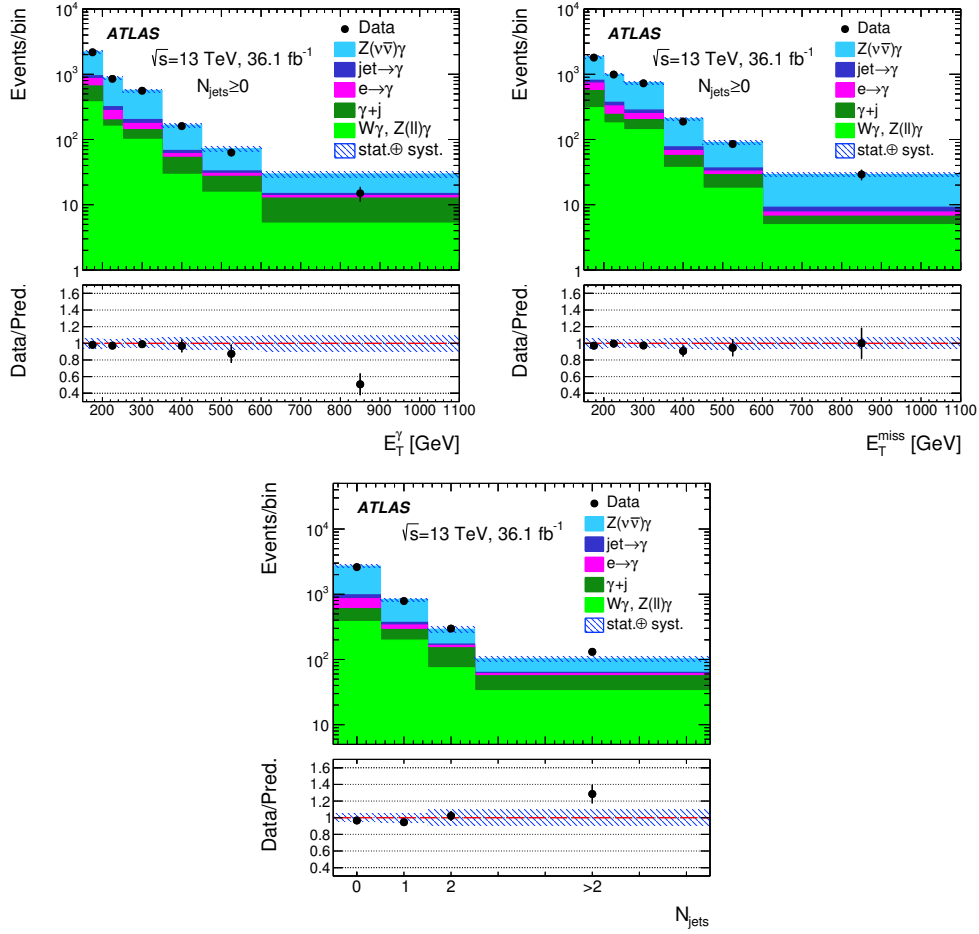 Events/bin
10⁴
10³
10²
10
1
ATLAS
√s=13 TeV, 36.1 fb⁻¹
N_jets≥0
Data
Z(νν̄)γ
jet→γ
e→γ
γ+j
Wγ, Z(ll)γ
stat.⊕ syst.
Data/Pred.
1.6
1.4
1.2
1
0.8
0.6
0.4
200 300 400 500 600 700 800 900 1000 1100
E_T^γ [GeV]
Events/bin
10⁴
10³
10²
10
1
ATLAS
√s=13 TeV, 36.1 fb⁻¹
N_jets≥0
Data
Z(νν̄)γ
jet→γ
e→γ
γ+j
Wγ, Z(ll)γ
stat.⊕ syst.
Data/Pred.
1.6
1.4
1.2
1
0.8
0.6
0.4
200 300 400 500 600 700 800 900 1000 1100
E_T^miss [GeV]
Events/bin
10⁴
10³
10²
10
ATLAS
√s=13 TeV, 36.1 fb⁻¹
Data
Z(νν̄)γ
jet→γ
e→γ
γ+j
Wγ, Z(ll)γ
stat.⊕ syst.
Data/Pred.
1.6
1.4
1.2
1
0.8
0.6
0.4
0 1 2 >2
N_jets